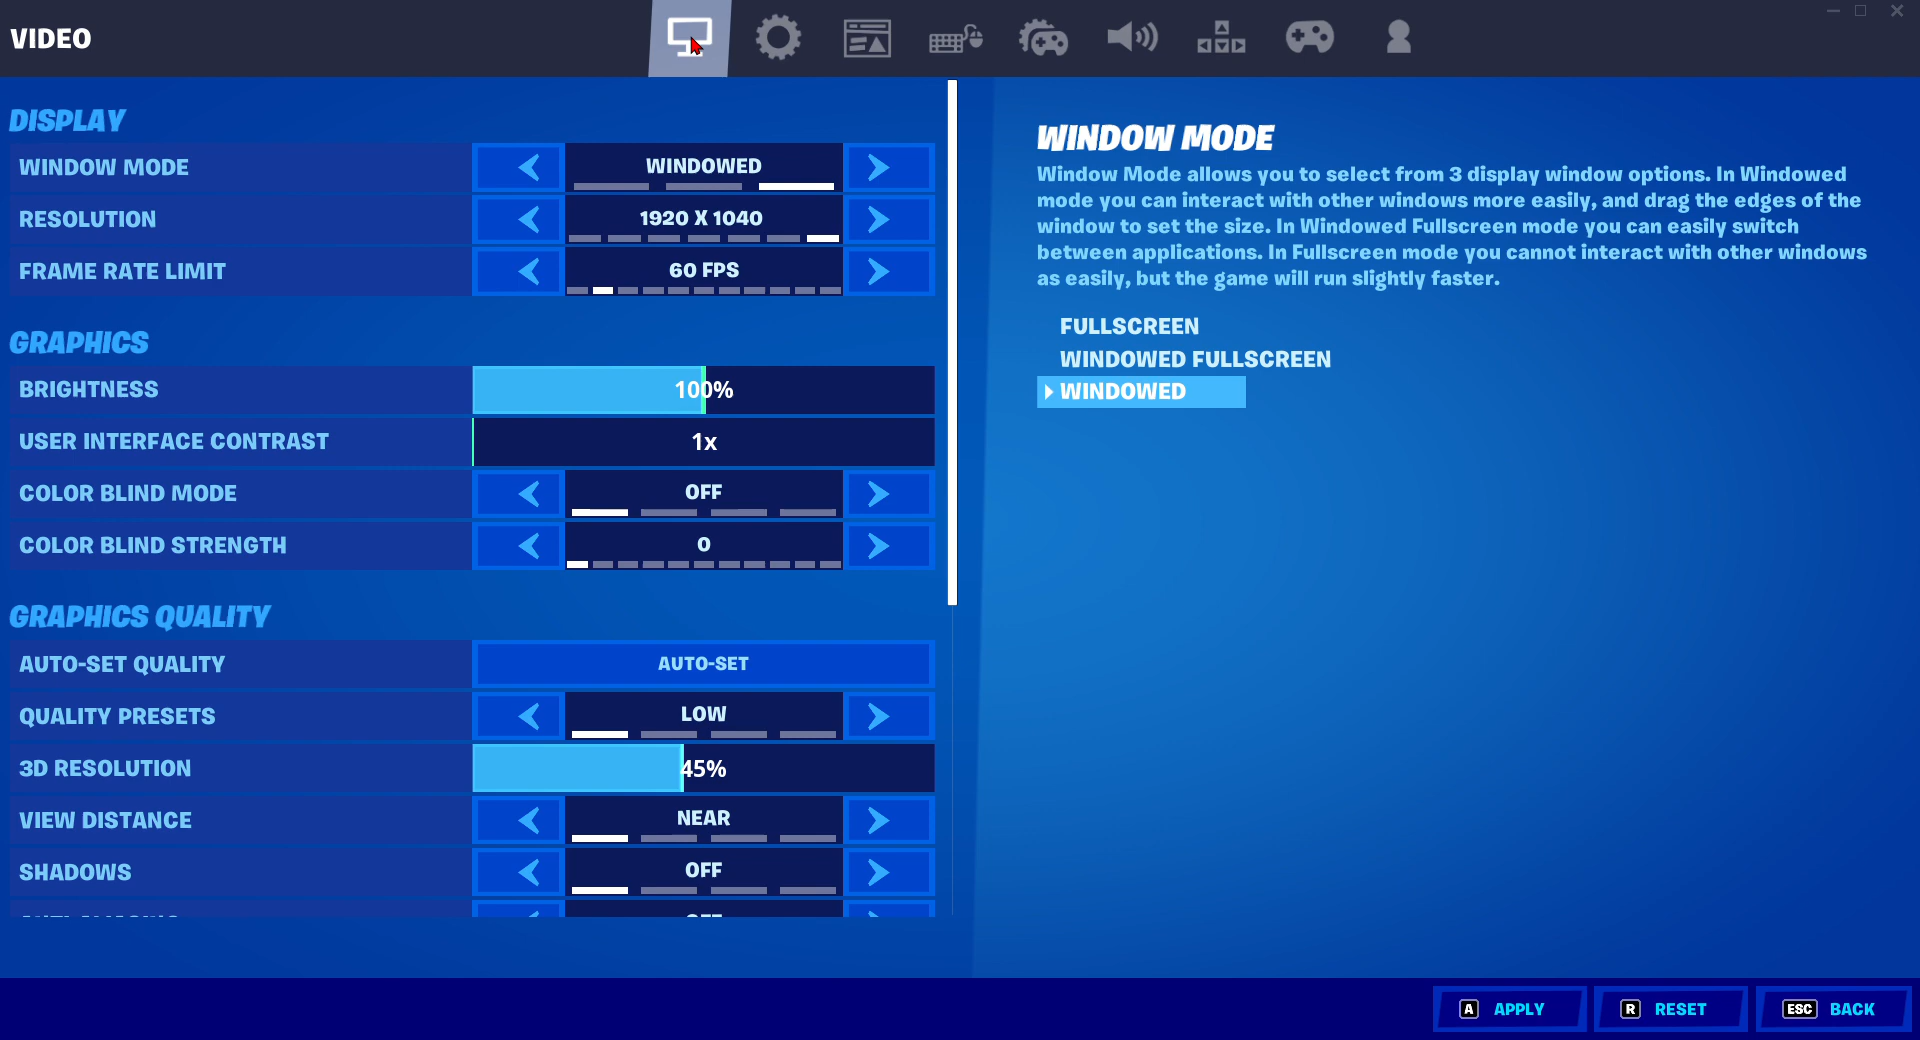 VIDEO
DISPLAY
WINDOW MODE
WINDOWED
RESOLUTION
1920 X 1040
FRAME RATE LIMIT
60 FPS
GRAPHICS
BRIGHTNESS
100%
USER INTERFACE CONTRAST
1x
COLOR BLIND MODE
OFF
COLOR BLIND STRENGTH
0
GRAPHICS QUALITY
AUTO-SET QUALITY
AUTO-SET
QUALITY PRESETS
LOW
3D RESOLUTION
45%
VIEW DISTANCE
NEAR
SHADOWS
OFF
WINDOW MODE
Window Mode allows you to select from 3 display window options. In Windowed
mode you can interact with other windows more easily, and drag the edges of the
window to set the size. In Windowed Fullscreen mode you can easily switch
between applications. In Fullscreen mode you cannot interact with other windows
as easily, but the game will run slightly faster.
FULLSCREEN
WINDOWED FULLSCREEN
WINDOWED
A APPLY
R RESET
ESC BACK